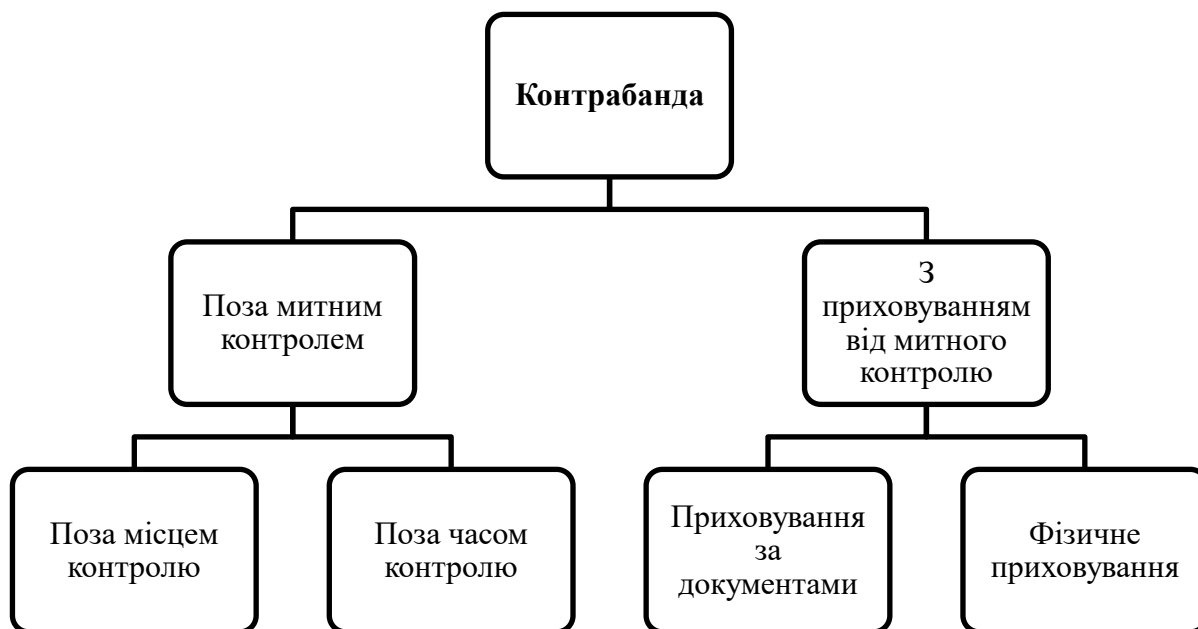 Контрабанда
Поза митним
контролем
З
приховуванням
від митного
контролю
Поза місцем
контролю
Поза часом
контролю
Приховування
за
документами
Фізичне
приховування